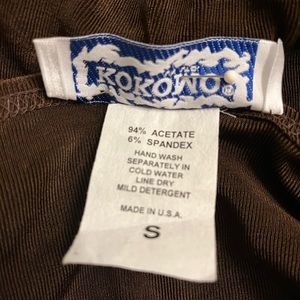 KOKOMO®
94% ACETATE
6% SPANDEX
HAND WASH
SEPARATELY IN
COLD WATER
LINE DRY
MILD DETERGENT
MADE IN U.S.A.
S